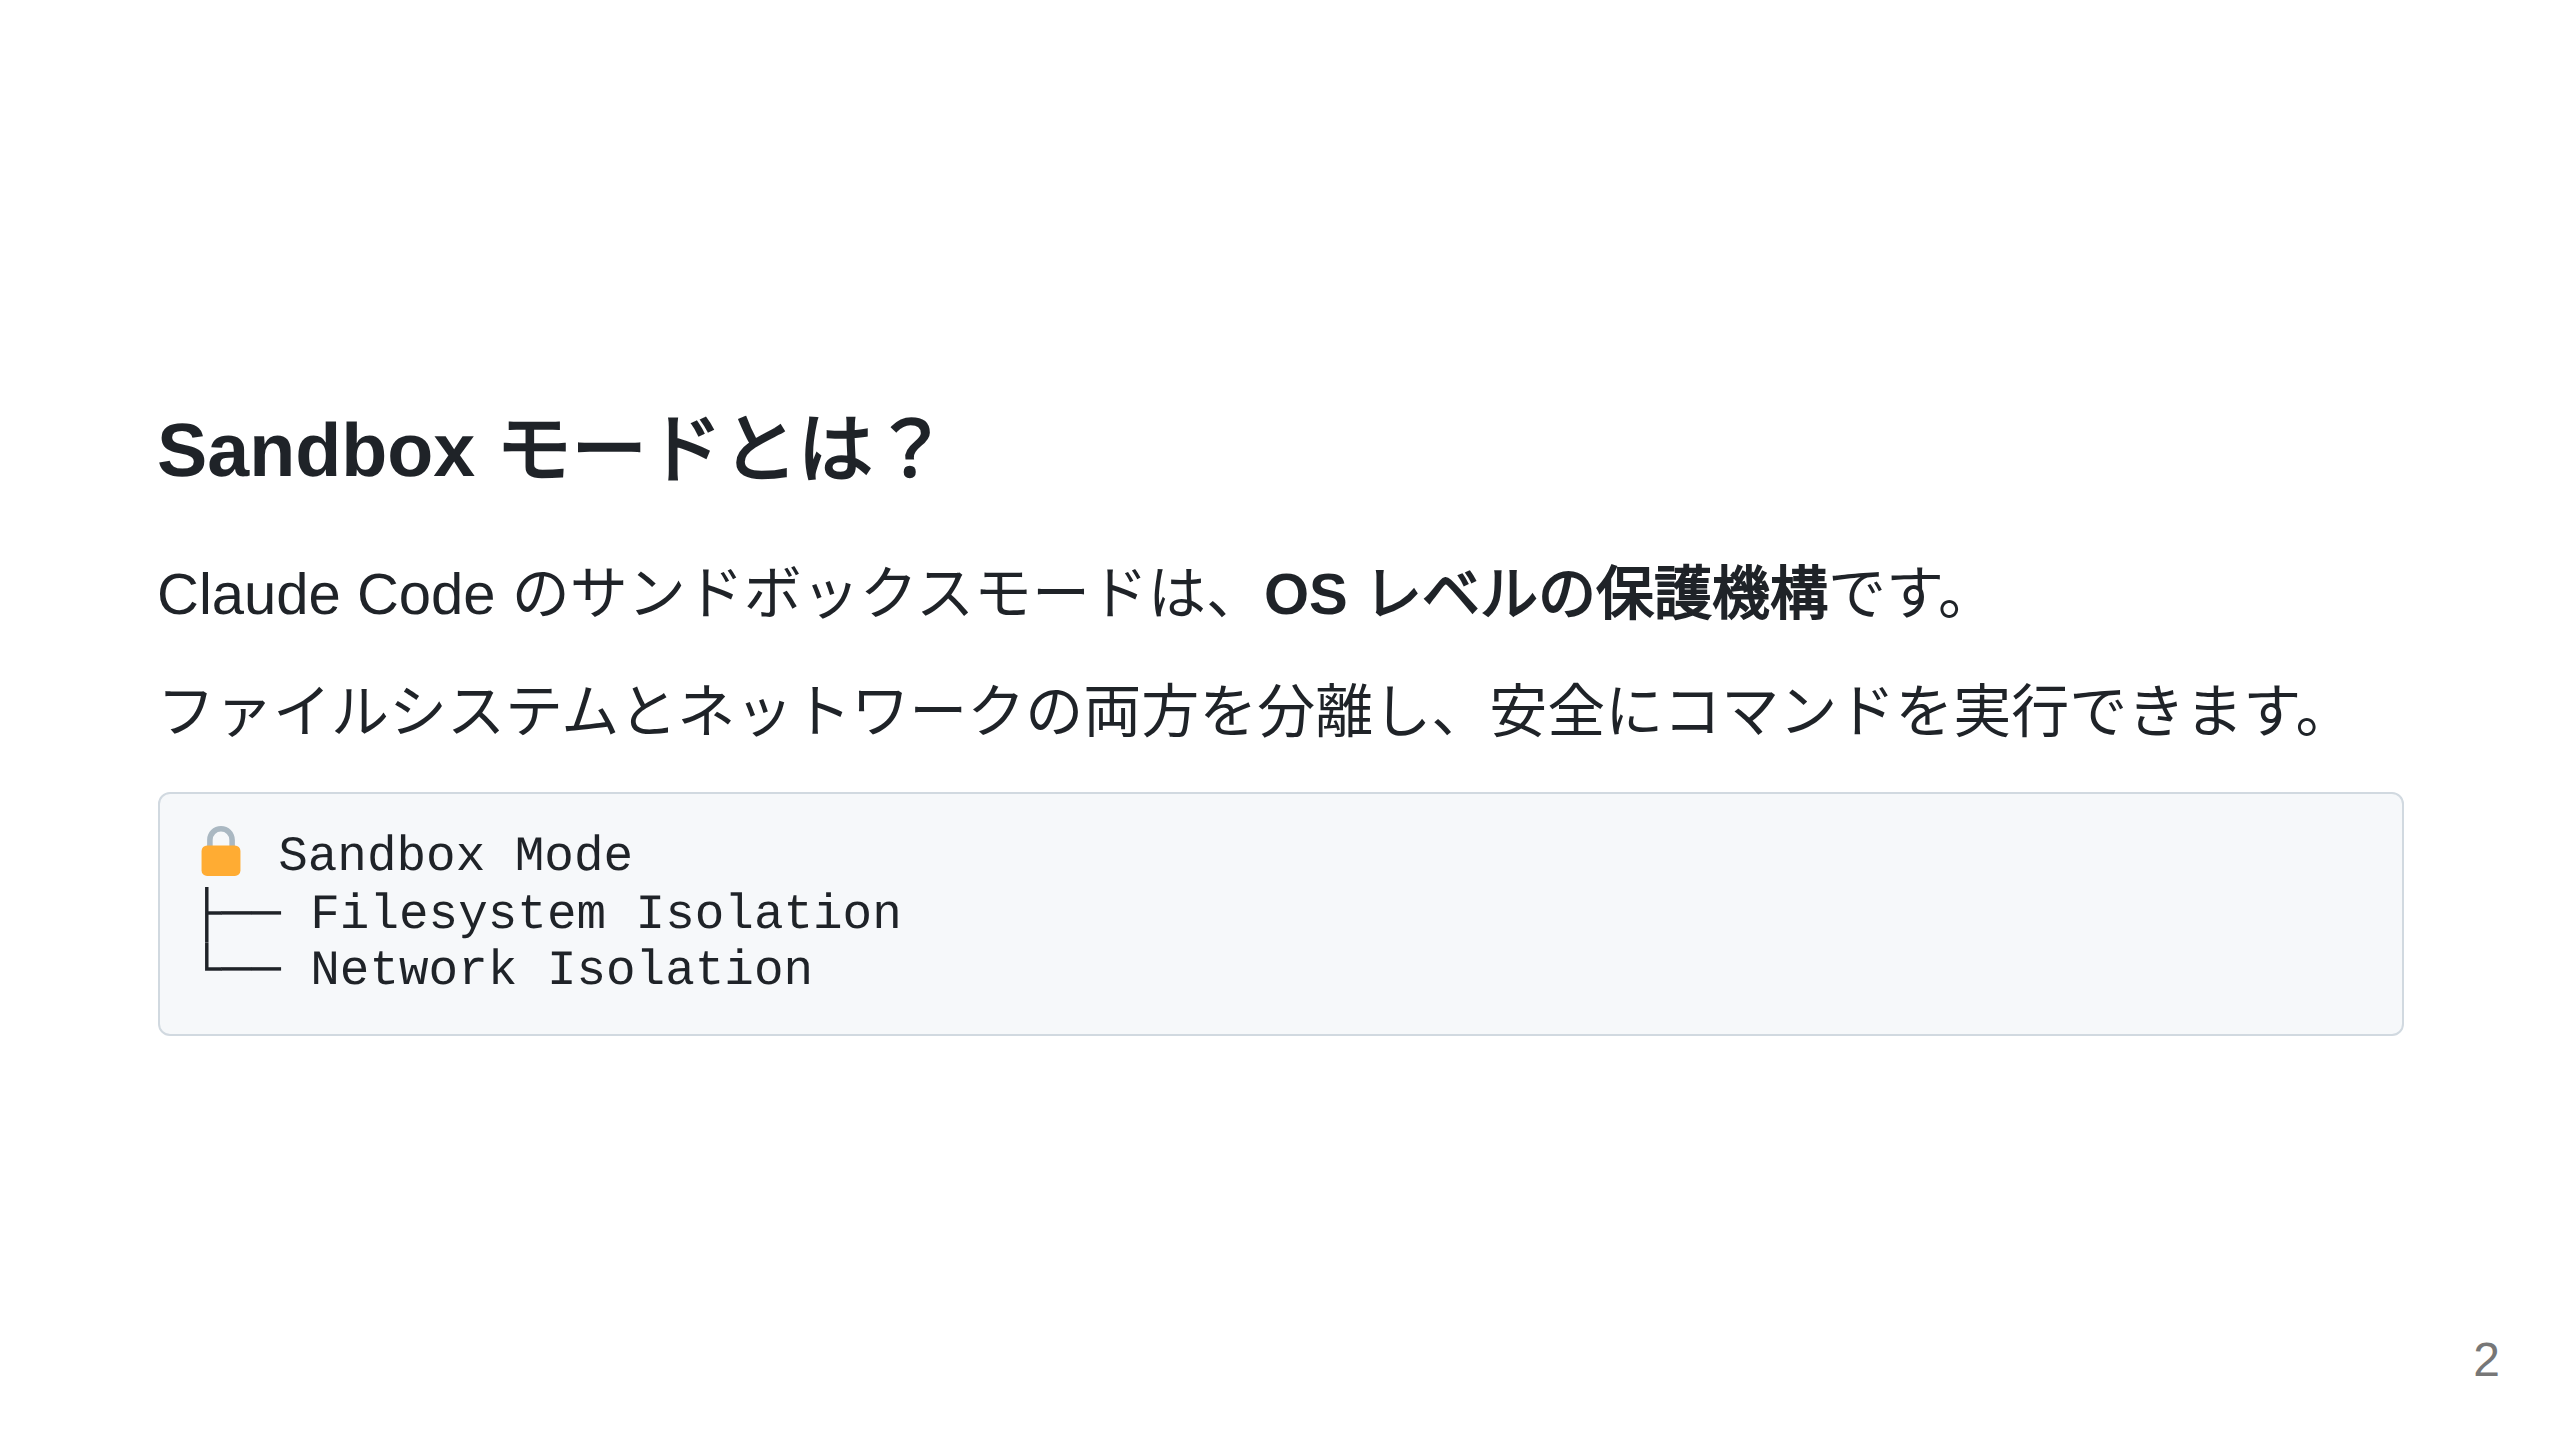 Sandbox モードとは？
Claude Code のサンドボックスモードは、OS レベルの保護機構です。
ファイルシステムとネットワークの両方を分離し、安全にコマンドを実行できます。
🔒 Sandbox Mode
├── Filesystem Isolation
└── Network Isolation
2